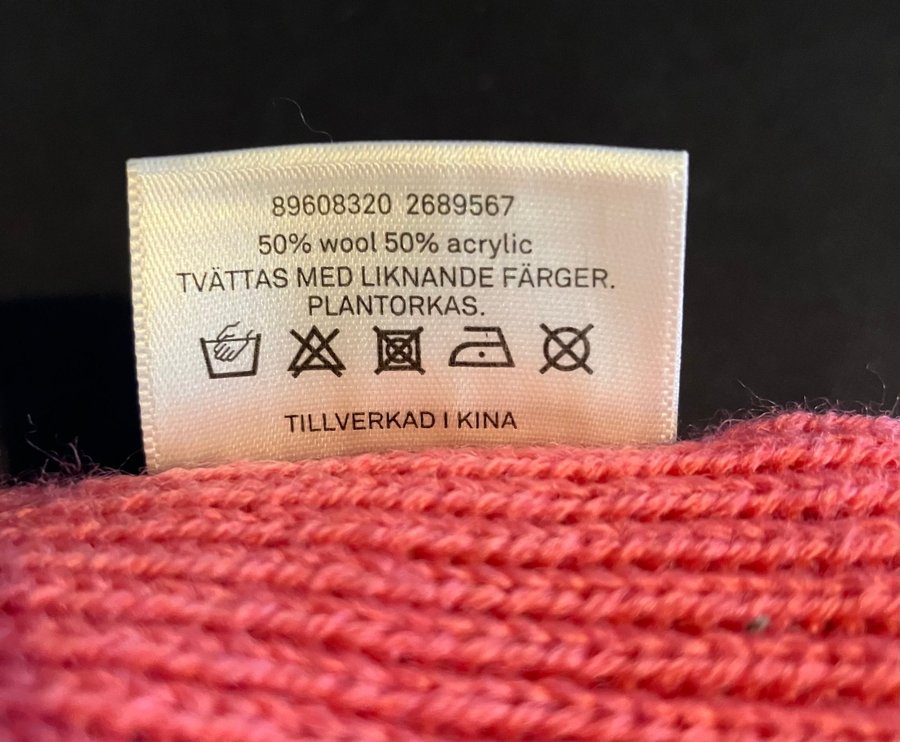 89608320 2689567
50% wool 50% acrylic
TVÄTTAS MED LIKNANDE FÄRGER.
PLANTORKAS.
TILLVERKAD I KINA